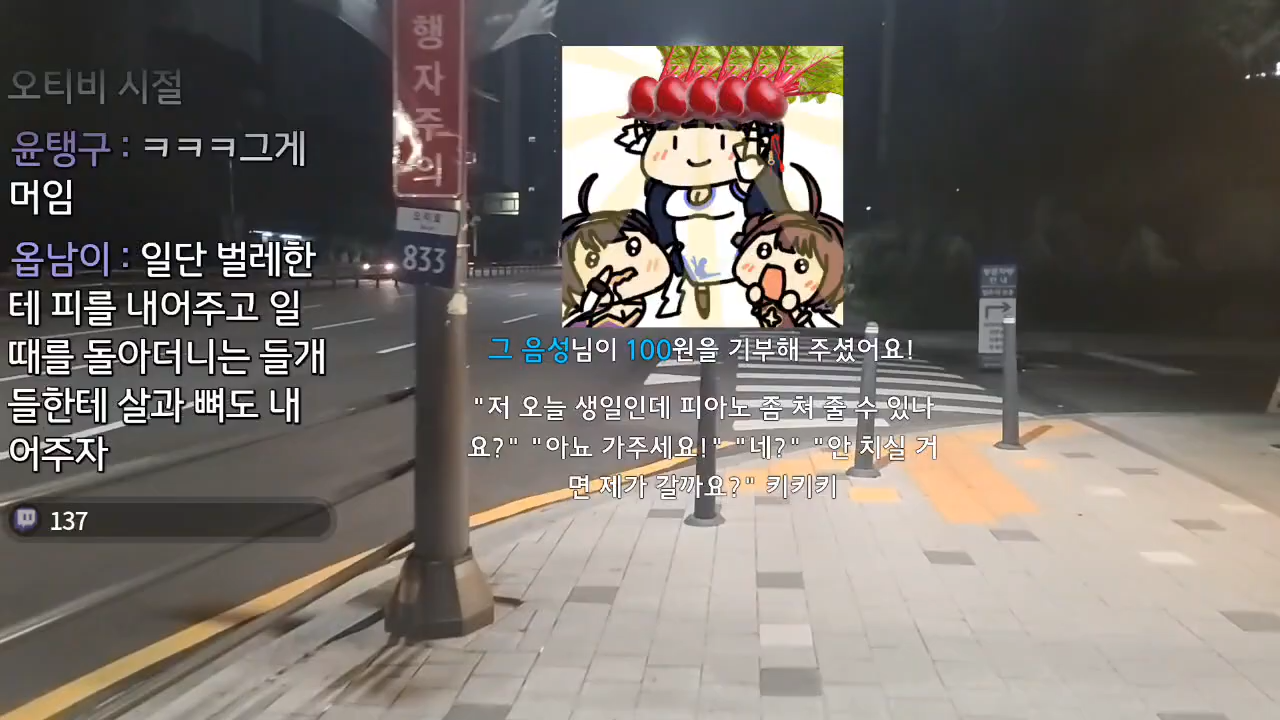 오티비 시절
윤탱구 : ㅋㅋㅋ그게
머임
옵남이 : 일단 벌레한
테 피를 내어주고 일
때를 돌아더니는 들개
들한테 살과 뼈도 내
어주자
137
행
자
주
의
833
그 음성님이 100원을 기부해 주셨어요!
"저 오늘 생일인데 피아노 좀 쳐 줄 수 있나
요?" "아뇨 가주세요!" "네?" "안 치실 거
면 제가 갈까요?" 키키키